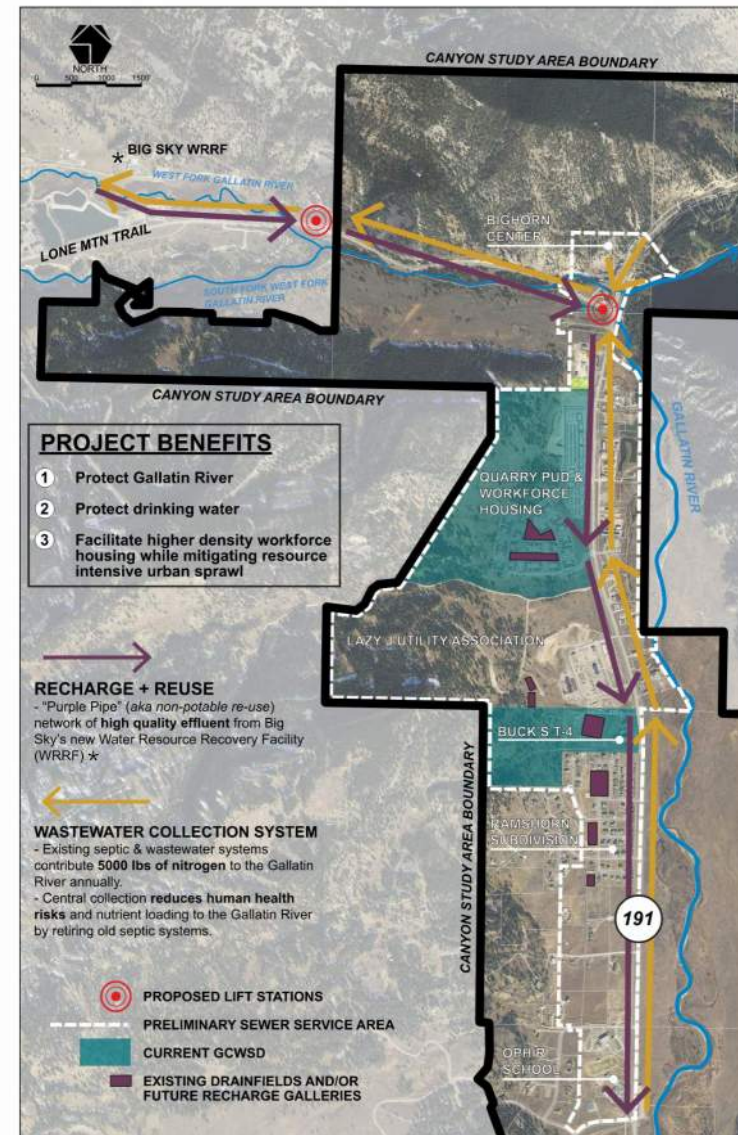 NORTH
0 500 1000 1500
CANYON STUDY AREA BOUNDARY
* BIG SKY WRRF
WEST FORK GALLATIN RIVER
LONE MTN TRAIL
SOUTH FORK WEST FORK
GALLATIN RIVER
BIGHORN
CENTER
CANYON STUDY AREA BOUNDARY
GALLATIN RIVER
PROJECT BENEFITS
1 Protect Gallatin River
2 Protect drinking water
3 Facilitate higher density workforce
housing while mitigating resource
intensive urban sprawl
QUARRY PUD &
WORKFORCE
HOUSING
LAZY J UTILITY ASSOCIATION
RECHARGE + REUSE
- "Purple Pipe" (aka non-potable re-use)
network of high quality effluent from Big
Sky's new Water Resource Recovery Facility
(WRRF) *
BUCK'S T-4
WASTEWATER COLLECTION SYSTEM
- Existing septic & wastewater systems
contribute 5000 lbs of nitrogen to the Gallatin
River annually.
- Central collection reduces human health
risks and nutrient loading to the Gallatin River
by retiring old septic systems.
RAMSHORN
SUBDIVISION
CANYON STUDY AREA BOUNDARY
191
PROPOSED LIFT STATIONS
PRELIMINARY SEWER SERVICE AREA
CURRENT GCWSD
EXISTING DRAINFIELDS AND/OR
FUTURE RECHARGE GALLERIES
OPHIR
SCHOOL